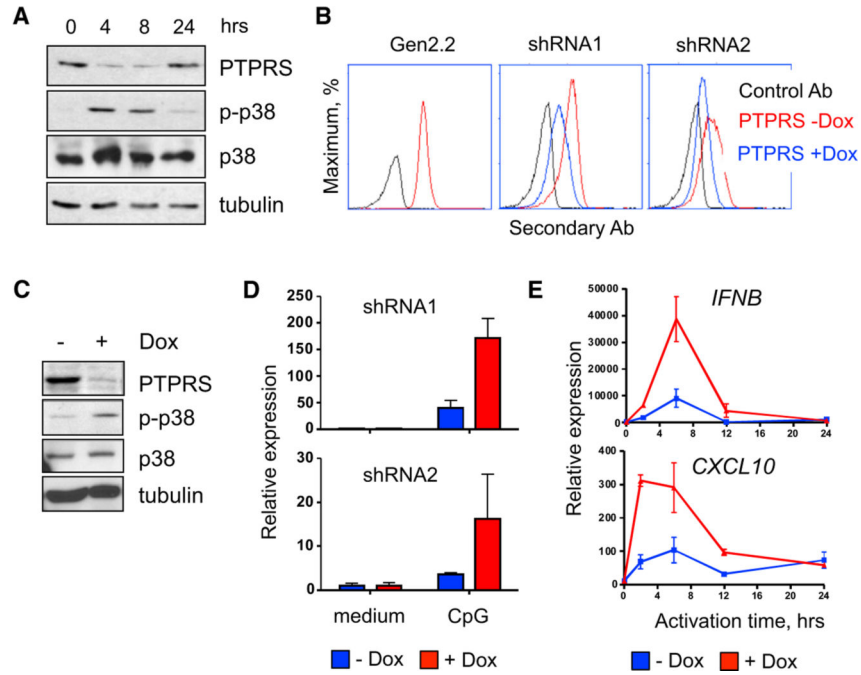 A
0 4 8 24 hrs
PTPRS
p-p38
p38
tubulin
B
Gen2.2 shRNA1 shRNA2
Maximum, %
Control Ab
PTPRS -Dox
PTPRS +Dox
Secondary Ab
C
- + Dox
PTPRS
p-p38
p38
tubulin
D
Relative expression
shRNA1
250
200
150
100
50
0
shRNA2
30
20
10
0
medium CpG
- Dox + Dox
E
Relative expression
IFNB
50000
40000
30000
20000
10000
0
0 4 8 12 16 20 24
CXCL10
400
300
200
100
0
0 4 8 12 16 20 24
Activation time, hrs
- Dox + Dox